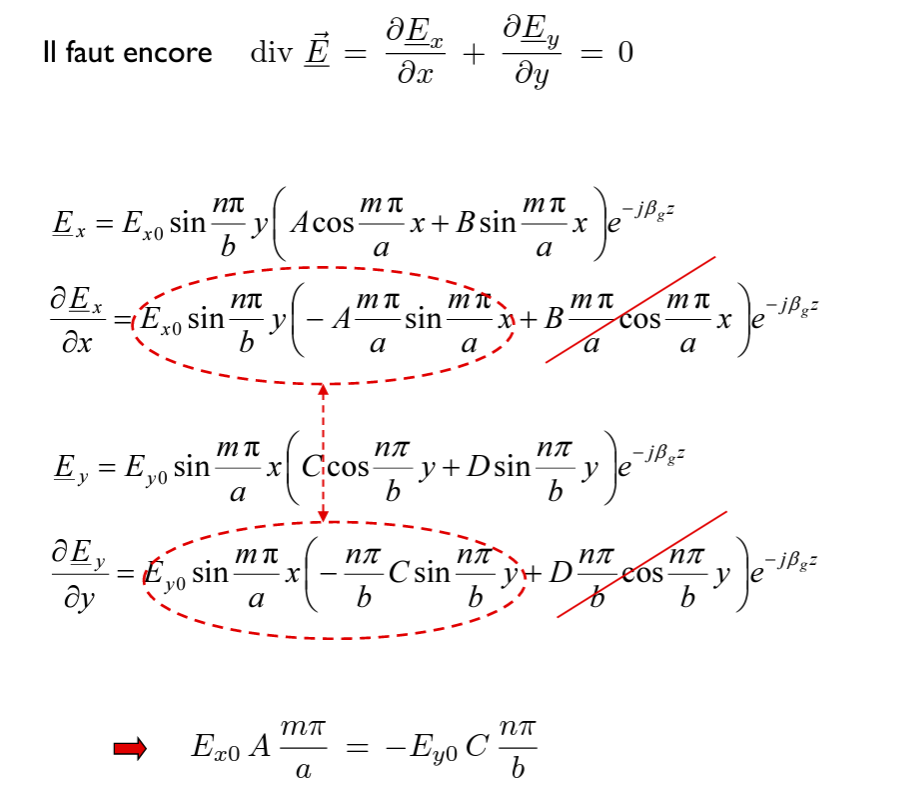 Il faut encore div \vec{\underline{E}} = \frac{\partial \underline{E}_x}{\partial x} + \frac{\partial \underline{E}_y}{\partial y} = 0
\underline{E}_x = E_{x0} \sin \frac{n\pi}{b} y \left( A \cos \frac{m\pi}{a} x + B \sin \frac{m\pi}{a} x \right) e^{-j\beta_g z}
\frac{\partial \underline{E}_x}{\partial x} = E_{x0} \sin \frac{n\pi}{b} y \left( - A \frac{m\pi}{a} \sin \frac{m\pi}{a} x + B \frac{m\pi}{a} \cos \frac{m\pi}{a} x \right) e^{-j\beta_g z}
\underline{E}_y = E_{y0} \sin \frac{m\pi}{a} x \left( C \cos \frac{n\pi}{b} y + D \sin \frac{n\pi}{b} y \right) e^{-j\beta_g z}
\frac{\partial \underline{E}_y}{\partial y} = E_{y0} \sin \frac{m\pi}{a} x \left( - \frac{n\pi}{b} C \sin \frac{n\pi}{b} y + D \frac{n\pi}{b} \cos \frac{n\pi}{b} y \right) e^{-j\beta_g z}
E_{x0} A \frac{m\pi}{a} = -E_{y0} C \frac{n\pi}{b}